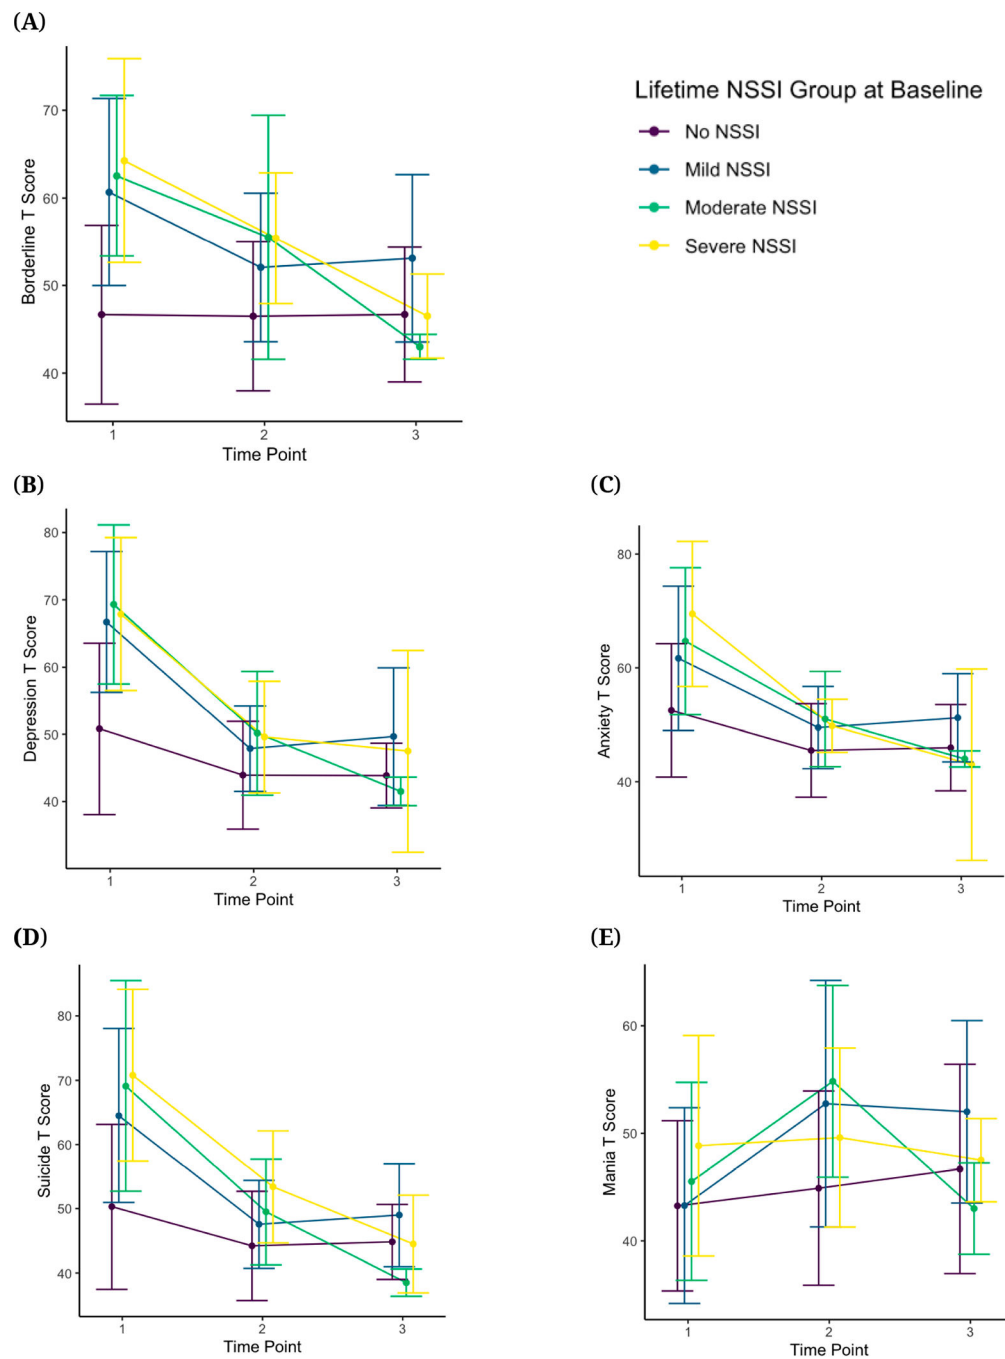 (A)
Borderline T Score
70
60
50
40
1 2 3
Time Point
Lifetime NSSI Group at Baseline
No NSSI
Mild NSSI
Moderate NSSI
Severe NSSI
(B)
Depression T Score
80
70
60
50
40
1 2 3
Time Point
(C)
Anxiety T Score
80
60
40
1 2 3
Time Point
(D)
Suicide T Score
80
70
60
50
40
1 2 3
Time Point
(E)
Mania T Score
60
50
40
1 2 3
Time Point